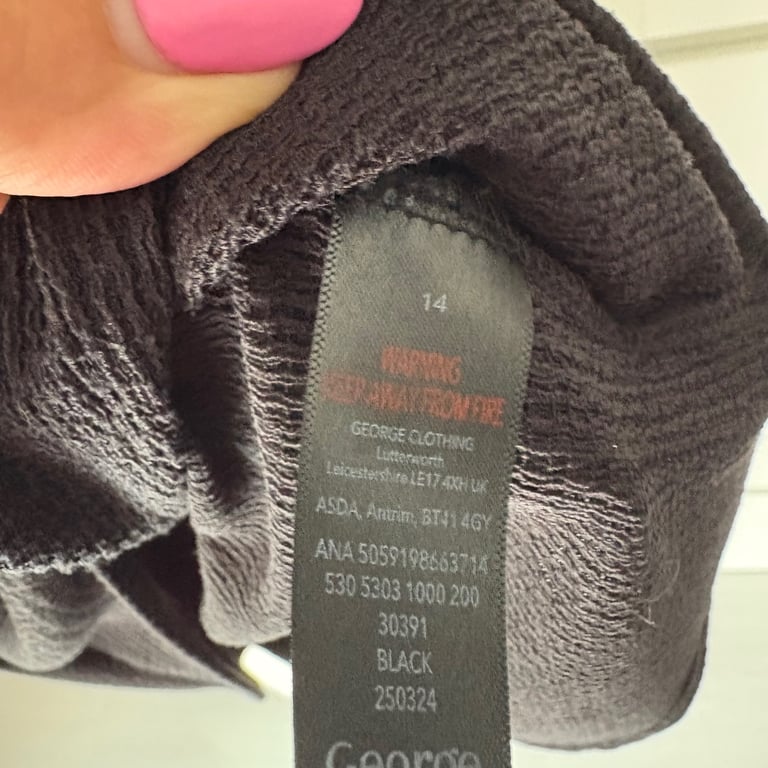 14
WARNING
KEEP AWAY FROM FIRE
GEORGE CLOTHING
Lutterworth
Leicestershire LE17 4XH UK
ASDA, Antrim, BT41 4GY
ANA 5059198663714
530 5303 1000 200
30391
BLACK
250324
George